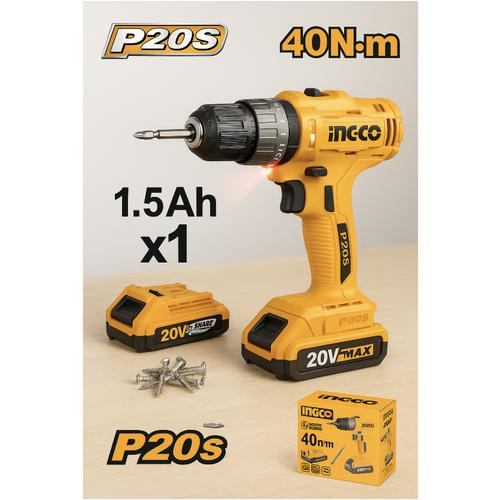 P20S
40N·m
INGCO
1.5Ah
x1
P20S
P20S
20V SHARE
20V MAX
P20s
INGCO
40n/m